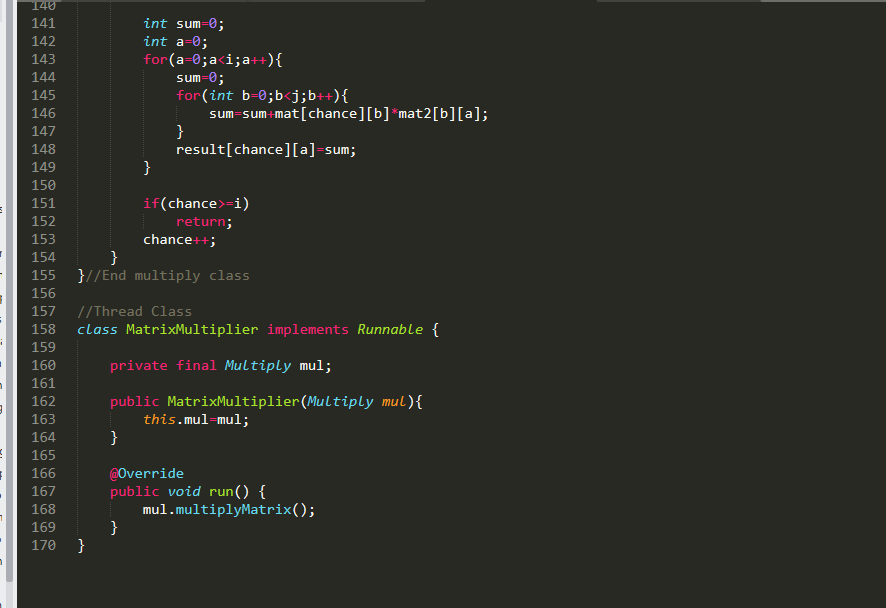 140
141 int sum=0;
142 int a=0;
143 for(a=0;a<i;a++){
144 sum=0;
145 for(int b=0;b<j;b++){
146 sum=sum+mat[chance][b]*mat2[b][a];
147 }
148 result[chance][a]=sum;
149 }
150
151 if(chance>=i)
152 return;
153 chance++;
154 }
155 }//End multiply class
156
157 //Thread Class
158 class MatrixMultiplier implements Runnable {
159
160 private final Multiply mul;
161
162 public MatrixMultiplier(Multiply mul){
163 this.mul=mul;
164 }
165
166 @Override
167 public void run() {
168 mul.multiplyMatrix();
169 }
170 }